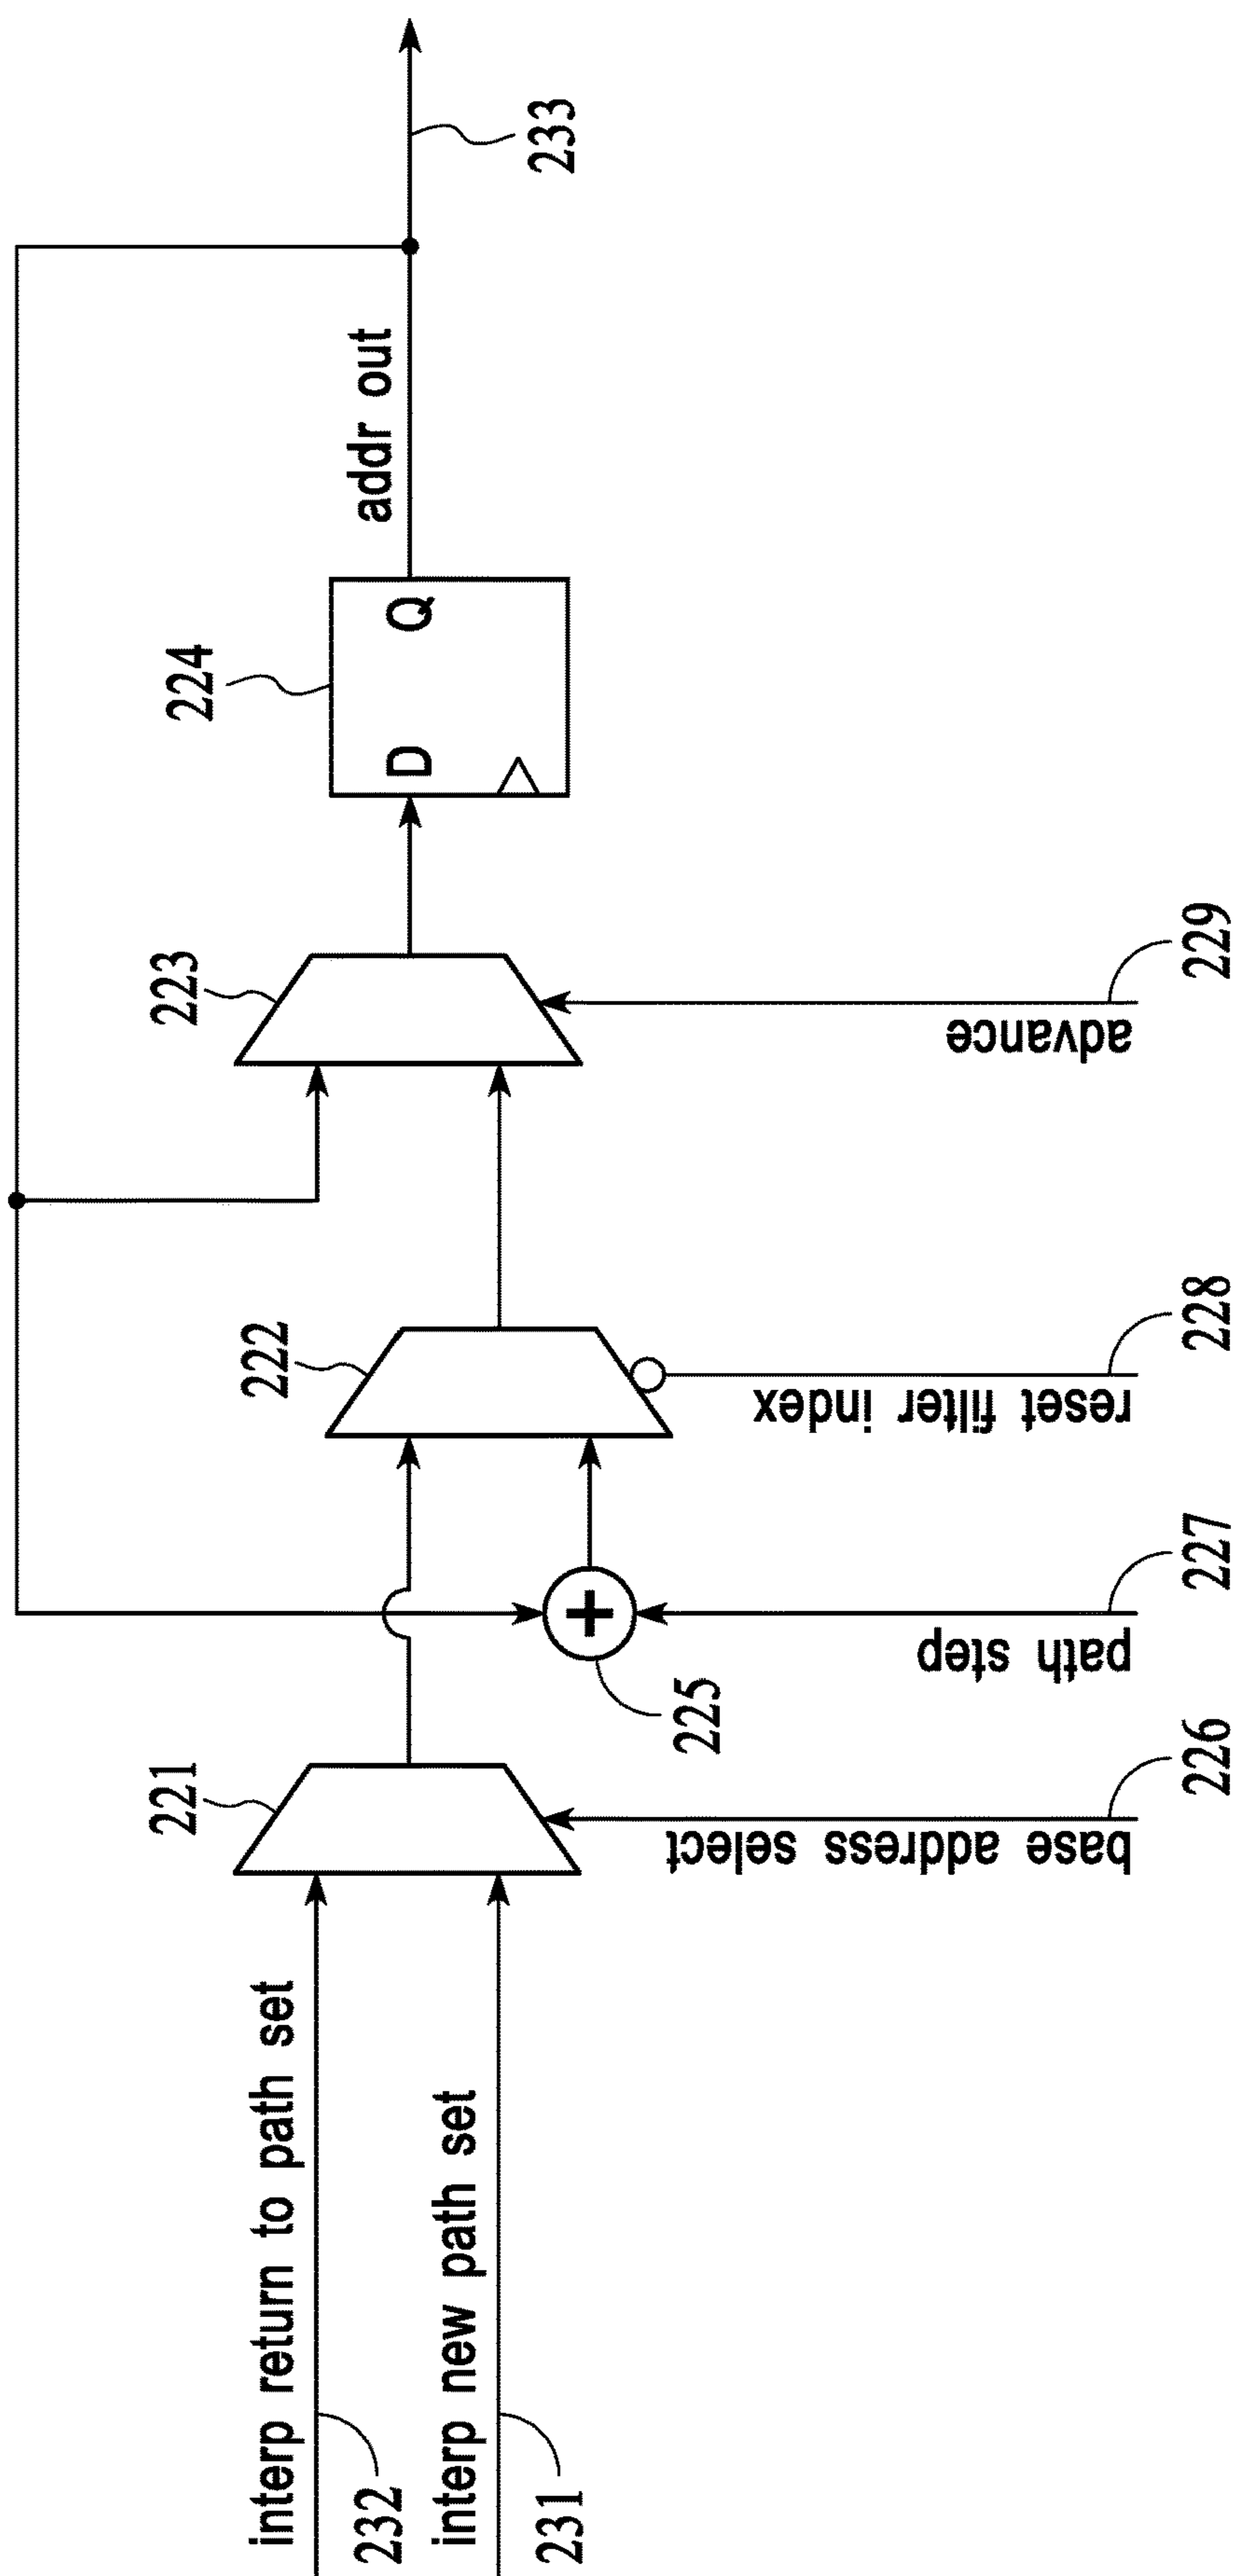 interp return to path set
232
interp new path set
231
221
base address select
226
225
path step
227
222
reset filter index
228
223
advance
229
224
D
Q
addr out
233
+